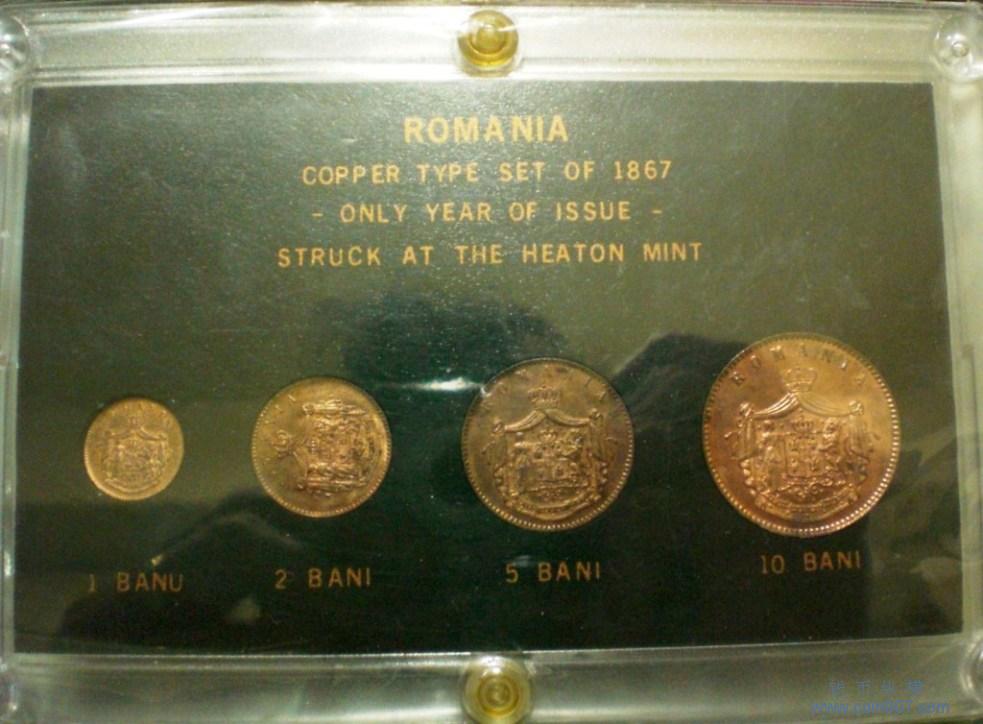 ROMANIA
COPPER TYPE SET OF 1867
- ONLY YEAR OF ISSUE -
STRUCK AT THE HEATON MINT
ROMANIA
1 BANU
2 BANI
5 BANI
10 BANI